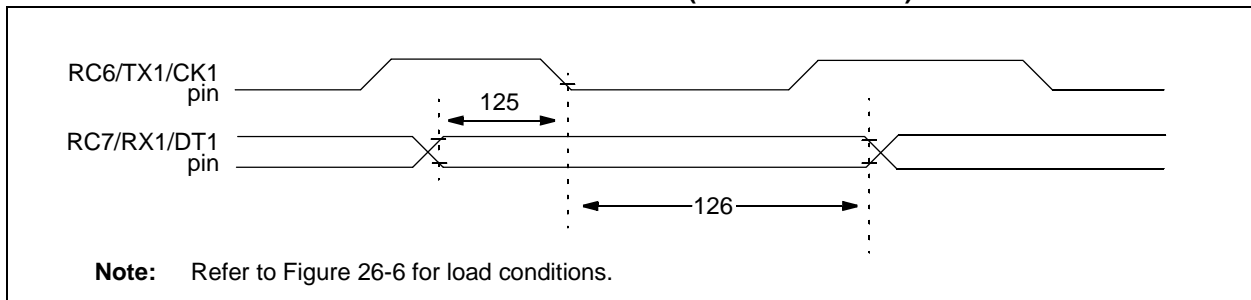 RC6/TX1/CK1
pin
125
RC7/RX1/DT1
pin
126
Note: Refer to Figure 26-6 for load conditions.